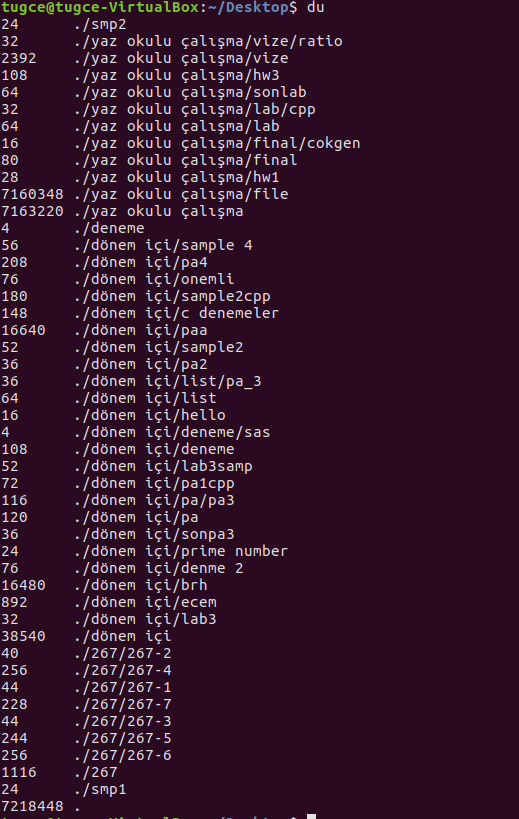 tugce@tugce-VirtualBox:~/Desktop$ du
24 ./smp2
32 ./yaz okulu çalışma/vize/ratio
2392 ./yaz okulu çalışma/vize
108 ./yaz okulu çalışma/hw3
64 ./yaz okulu çalışma/sonlab
32 ./yaz okulu çalışma/lab/cpp
64 ./yaz okulu çalışma/lab
16 ./yaz okulu çalışma/final/cokgen
80 ./yaz okulu çalışma/final
28 ./yaz okulu çalışma/hw1
7160348 ./yaz okulu çalışma/file
7163220 ./yaz okulu çalışma
4 ./deneme
56 ./dönem içi/sample 4
208 ./dönem içi/pa4
76 ./dönem içi/onemli
180 ./dönem içi/sample2cpp
148 ./dönem içi/c denemeler
16640 ./dönem içi/paa
52 ./dönem içi/sample2
36 ./dönem içi/pa2
36 ./dönem içi/list/pa_3
64 ./dönem içi/list
16 ./dönem içi/hello
4 ./dönem içi/deneme/sas
108 ./dönem içi/deneme
52 ./dönem içi/lab3samp
72 ./dönem içi/pa1cpp
116 ./dönem içi/pa/pa3
120 ./dönem içi/pa
36 ./dönem içi/sonpa3
24 ./dönem içi/prime number
76 ./dönem içi/denme 2
16480 ./dönem içi/brh
892 ./dönem içi/ecem
32 ./dönem içi/lab3
38540 ./dönem içi
40 ./267/267-2
256 ./267/267-4
44 ./267/267-1
228 ./267/267-7
44 ./267/267-3
244 ./267/267-5
256 ./267/267-6
1116 ./267
24 ./smp1
7218448 .
tugce@tugce-VirtualBox:~/Desktop$